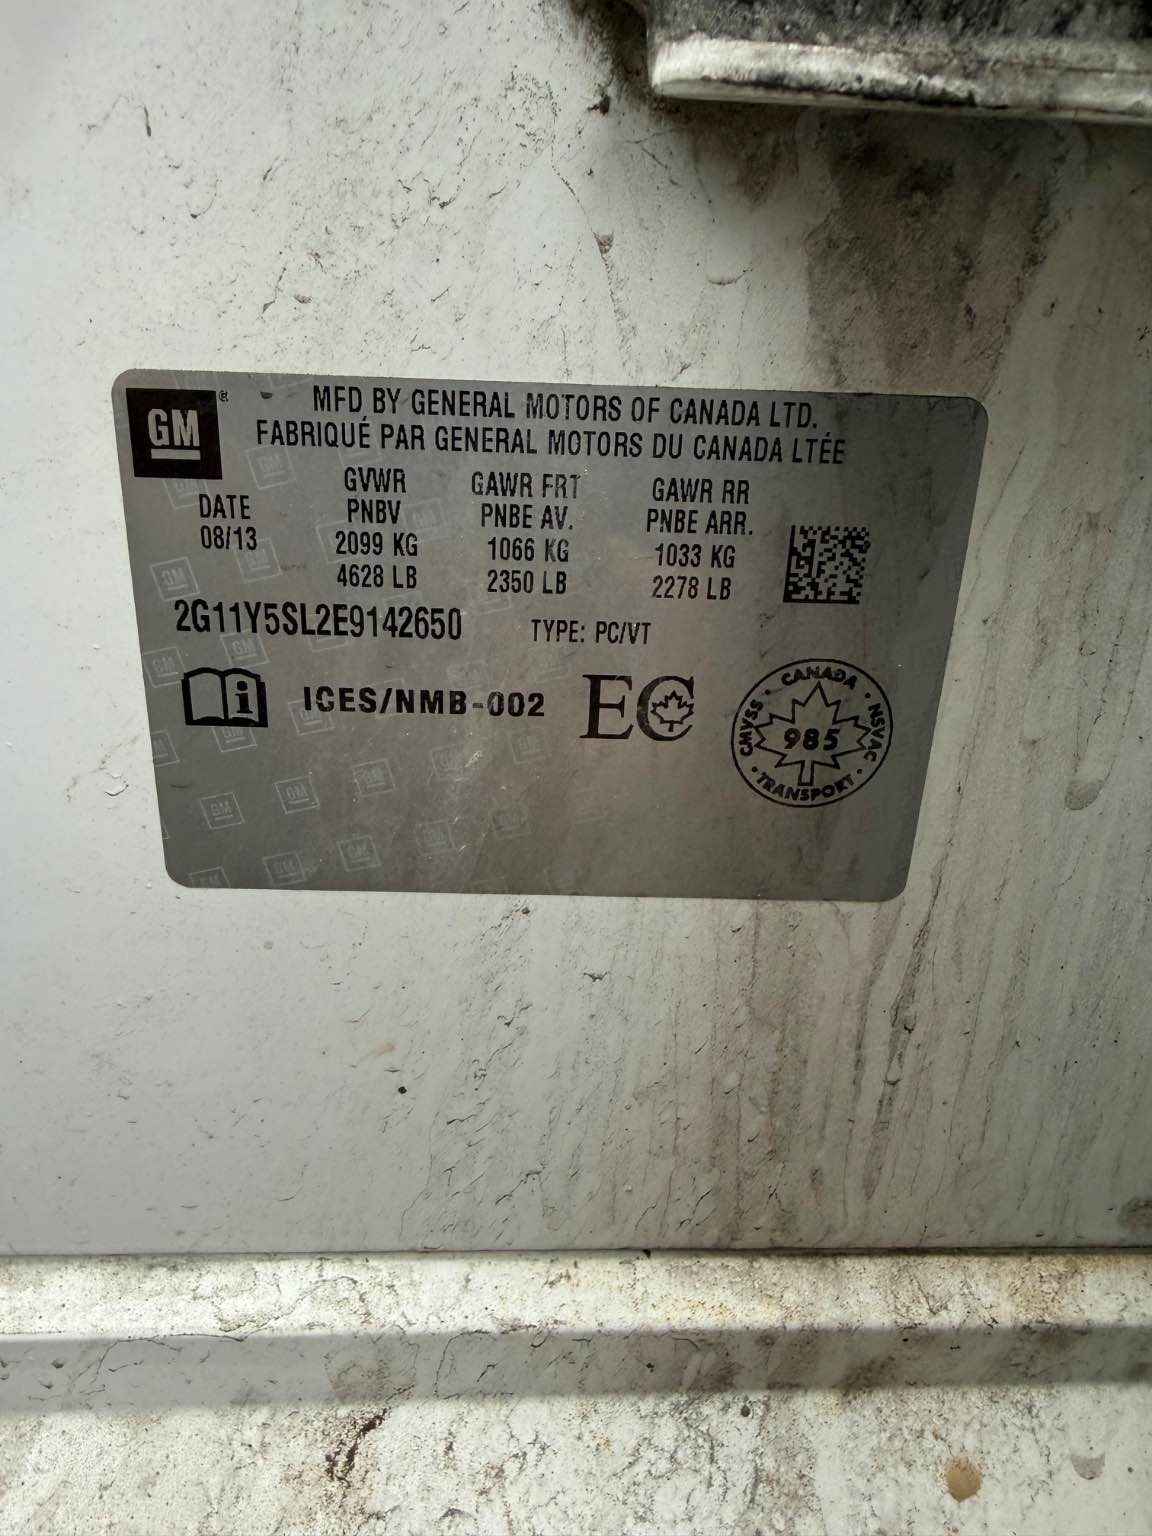 GM®
MFD BY GENERAL MOTORS OF CANADA LTD.
FABRIQUÉ PAR GENERAL MOTORS DU CANADA LTÉE
DATE
08/13
GVWR
PNBV
2099 KG
4628 LB
GAWR FRT
PNBE AV.
1066 KG
2350 LB
GAWR RR
PNBE ARR.
1033 KG
2278 LB
2G11Y5SL2E9142650
TYPE: PC/VT
i
ICES/NMB-002
EC
CANADA
CMVSS
985
NSVAC
TRANSPORT